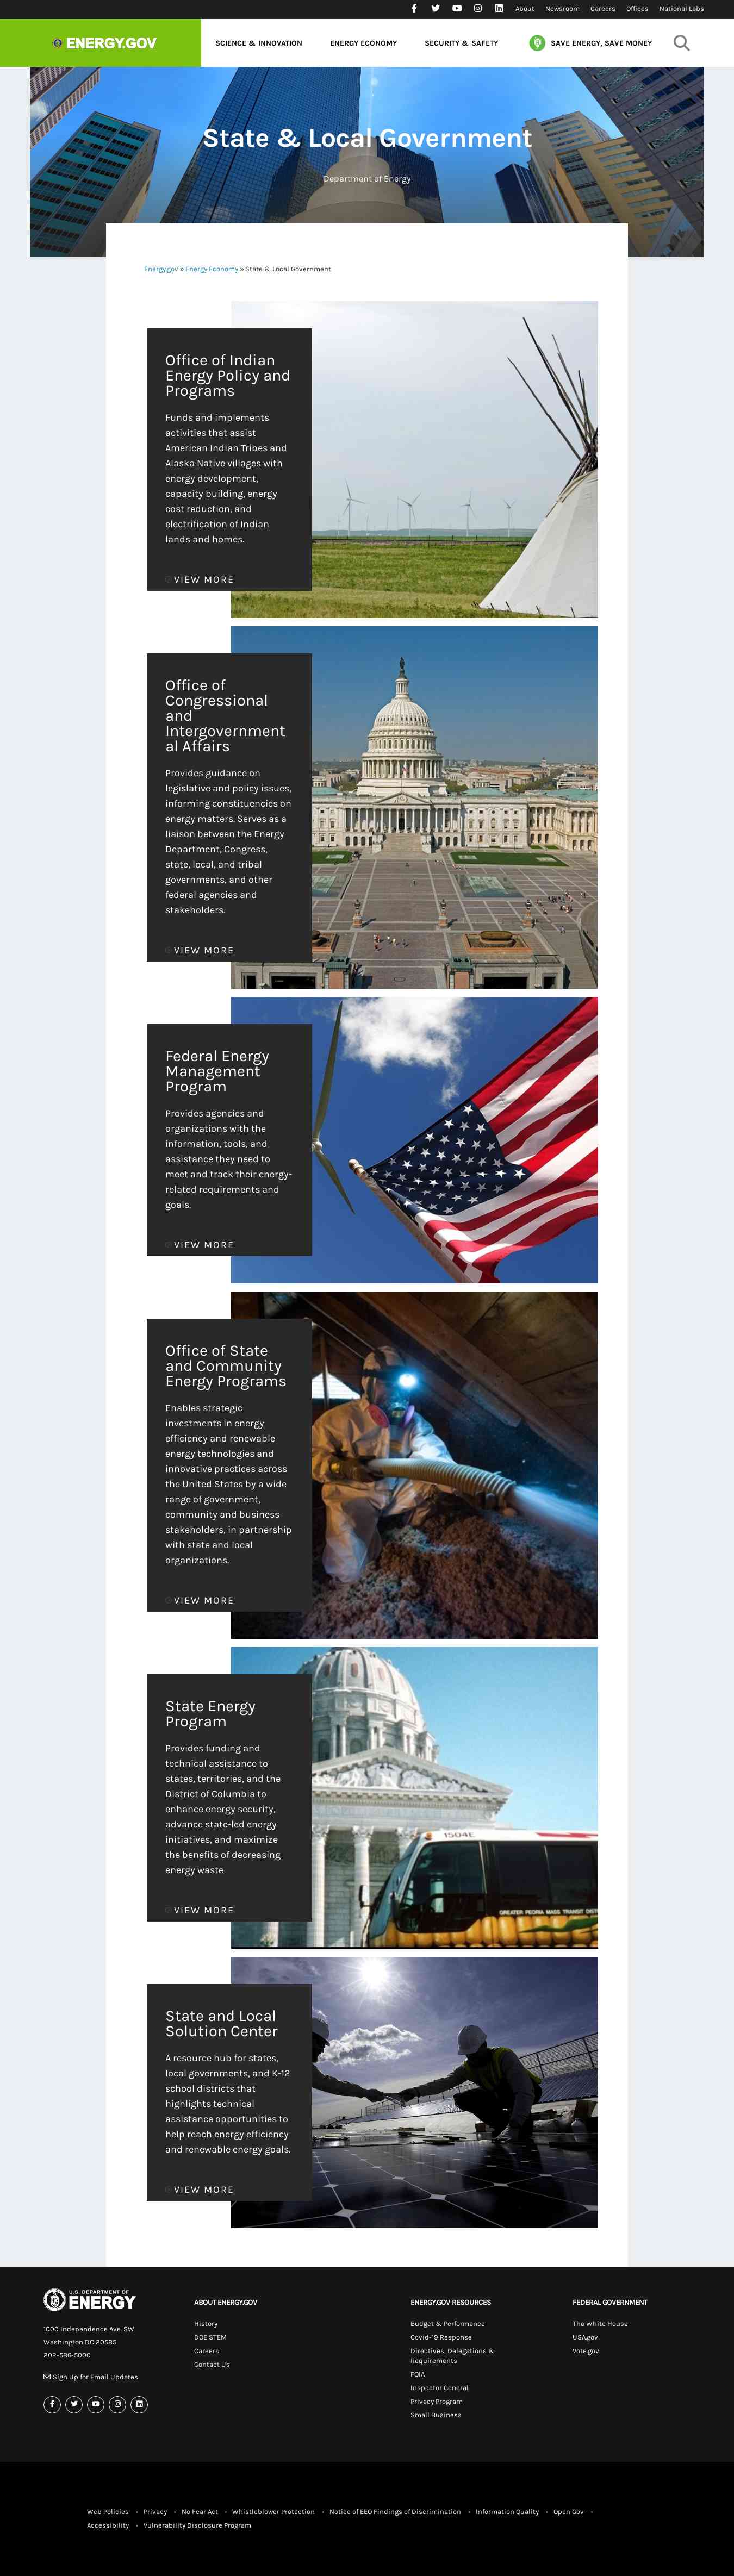 About Newsroom Careers Offices National Labs
ENERGY.GOV
SCIENCE & INNOVATION ENERGY ECONOMY SECURITY & SAFETY SAVE ENERGY, SAVE MONEY
State & Local Government
Department of Energy
Energy.gov » Energy Economy » State & Local Government
Office of Indian
Energy Policy and
Programs
Funds and implements
activities that assist
American Indian Tribes and
Alaska Native villages with
energy development,
capacity building, energy
cost reduction, and
electrification of Indian
lands and homes.
VIEW MORE
Office of
Congressional
and
Intergovernment
al Affairs
Provides guidance on
legislative and policy issues,
informing constituencies on
energy matters. Serves as a
liaison between the Energy
Department, Congress,
state, local, and tribal
governments, and other
federal agencies and
stakeholders.
VIEW MORE
Federal Energy
Management
Program
Provides agencies and
organizations with the
information, tools, and
assistance they need to
meet and track their energy-
related requirements and
goals.
VIEW MORE
Office of State
and Community
Energy Programs
Enables strategic
investments in energy
efficiency and renewable
energy technologies and
innovative practices across
the United States by a wide
range of government,
community and business
stakeholders, in partnership
with state and local
organizations.
VIEW MORE
State Energy
Program
Provides funding and
technical assistance to
states, territories, and the
District of Columbia to
enhance energy security,
advance state-led energy
initiatives, and maximize
the benefits of decreasing
energy waste
VIEW MORE
1504E
GREATER PEORIA MASS TRANSIT DISTRI
State and Local
Solution Center
A resource hub for states,
local governments, and K-12
school districts that
highlights technical
assistance opportunities to
help reach energy efficiency
and renewable energy goals.
VIEW MORE
U.S. DEPARTMENT OF
ENERGY
1000 Independence Ave. SW
Washington DC 20585
202-586-5000
Sign Up for Email Updates
ABOUT ENERGY.GOV
History
DOE STEM
Careers
Contact Us
ENERGY.GOV RESOURCES
Budget & Performance
Covid-19 Response
Directives, Delegations &
Requirements
FOIA
Inspector General
Privacy Program
Small Business
FEDERAL GOVERNMENT
The White House
USA.gov
Vote.gov
Web Policies • Privacy • No Fear Act • Whistleblower Protection • Notice of EEO Findings of Discrimination • Information Quality • Open Gov •
Accessibility • Vulnerability Disclosure Program